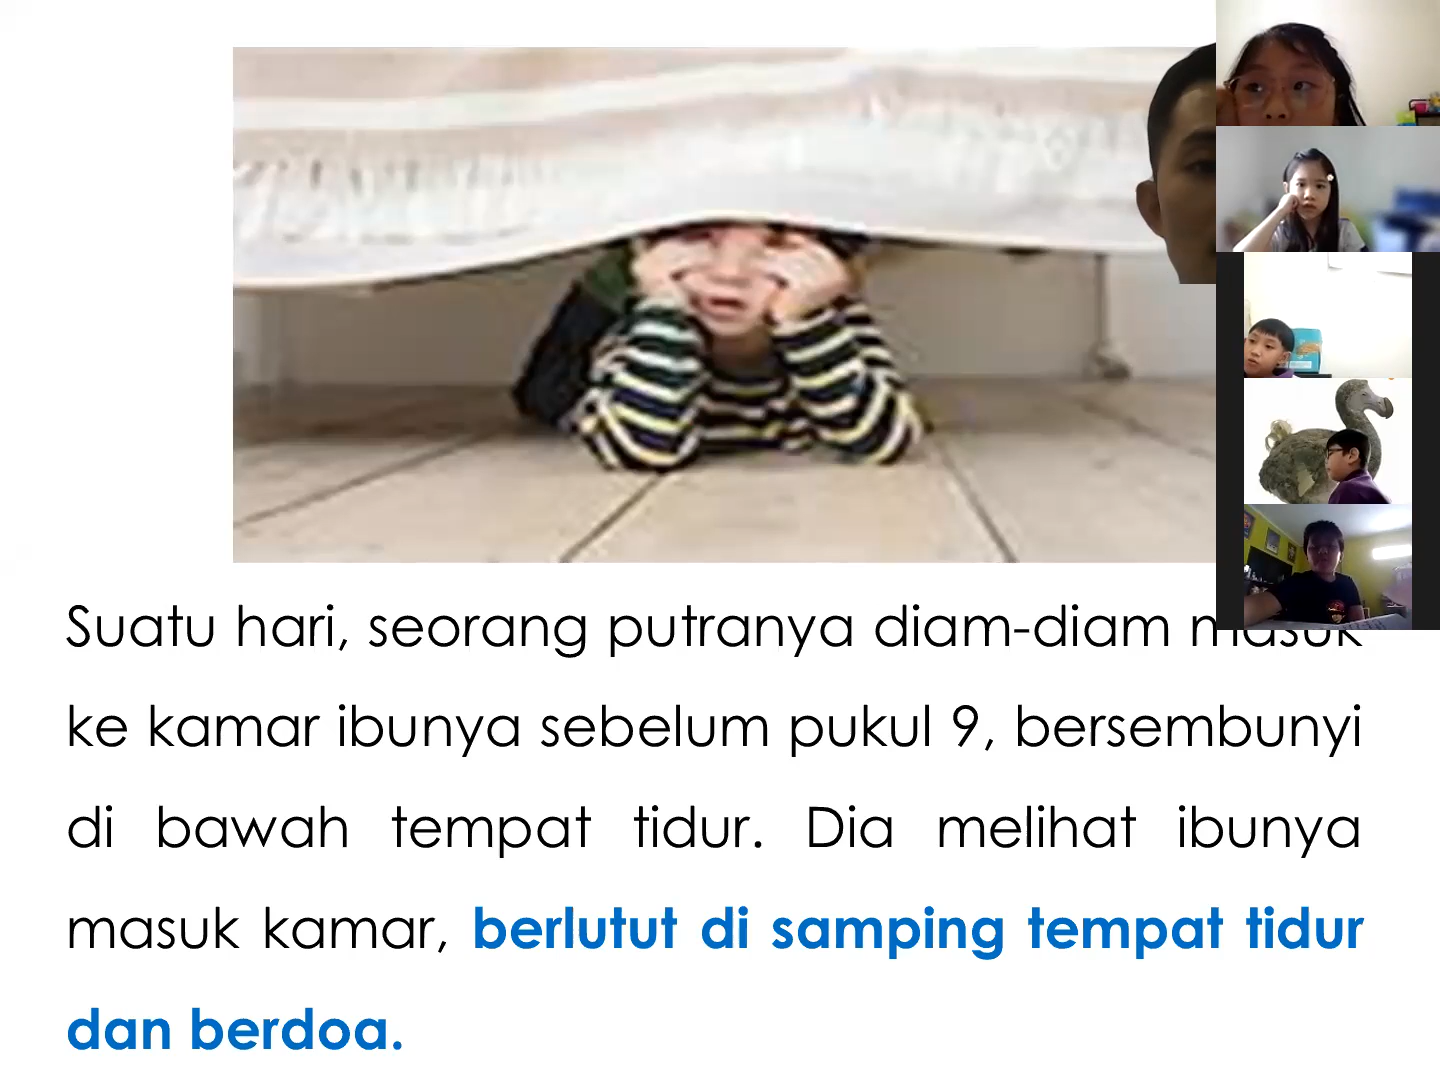 Suatu hari, seorang putranya diam-diam masuk
ke kamar ibunya sebelum pukul 9, bersembunyi
di bawah tempat tidur. Dia melihat ibunya
masuk kamar, berlutut di samping tempat tidur
dan berdoa.